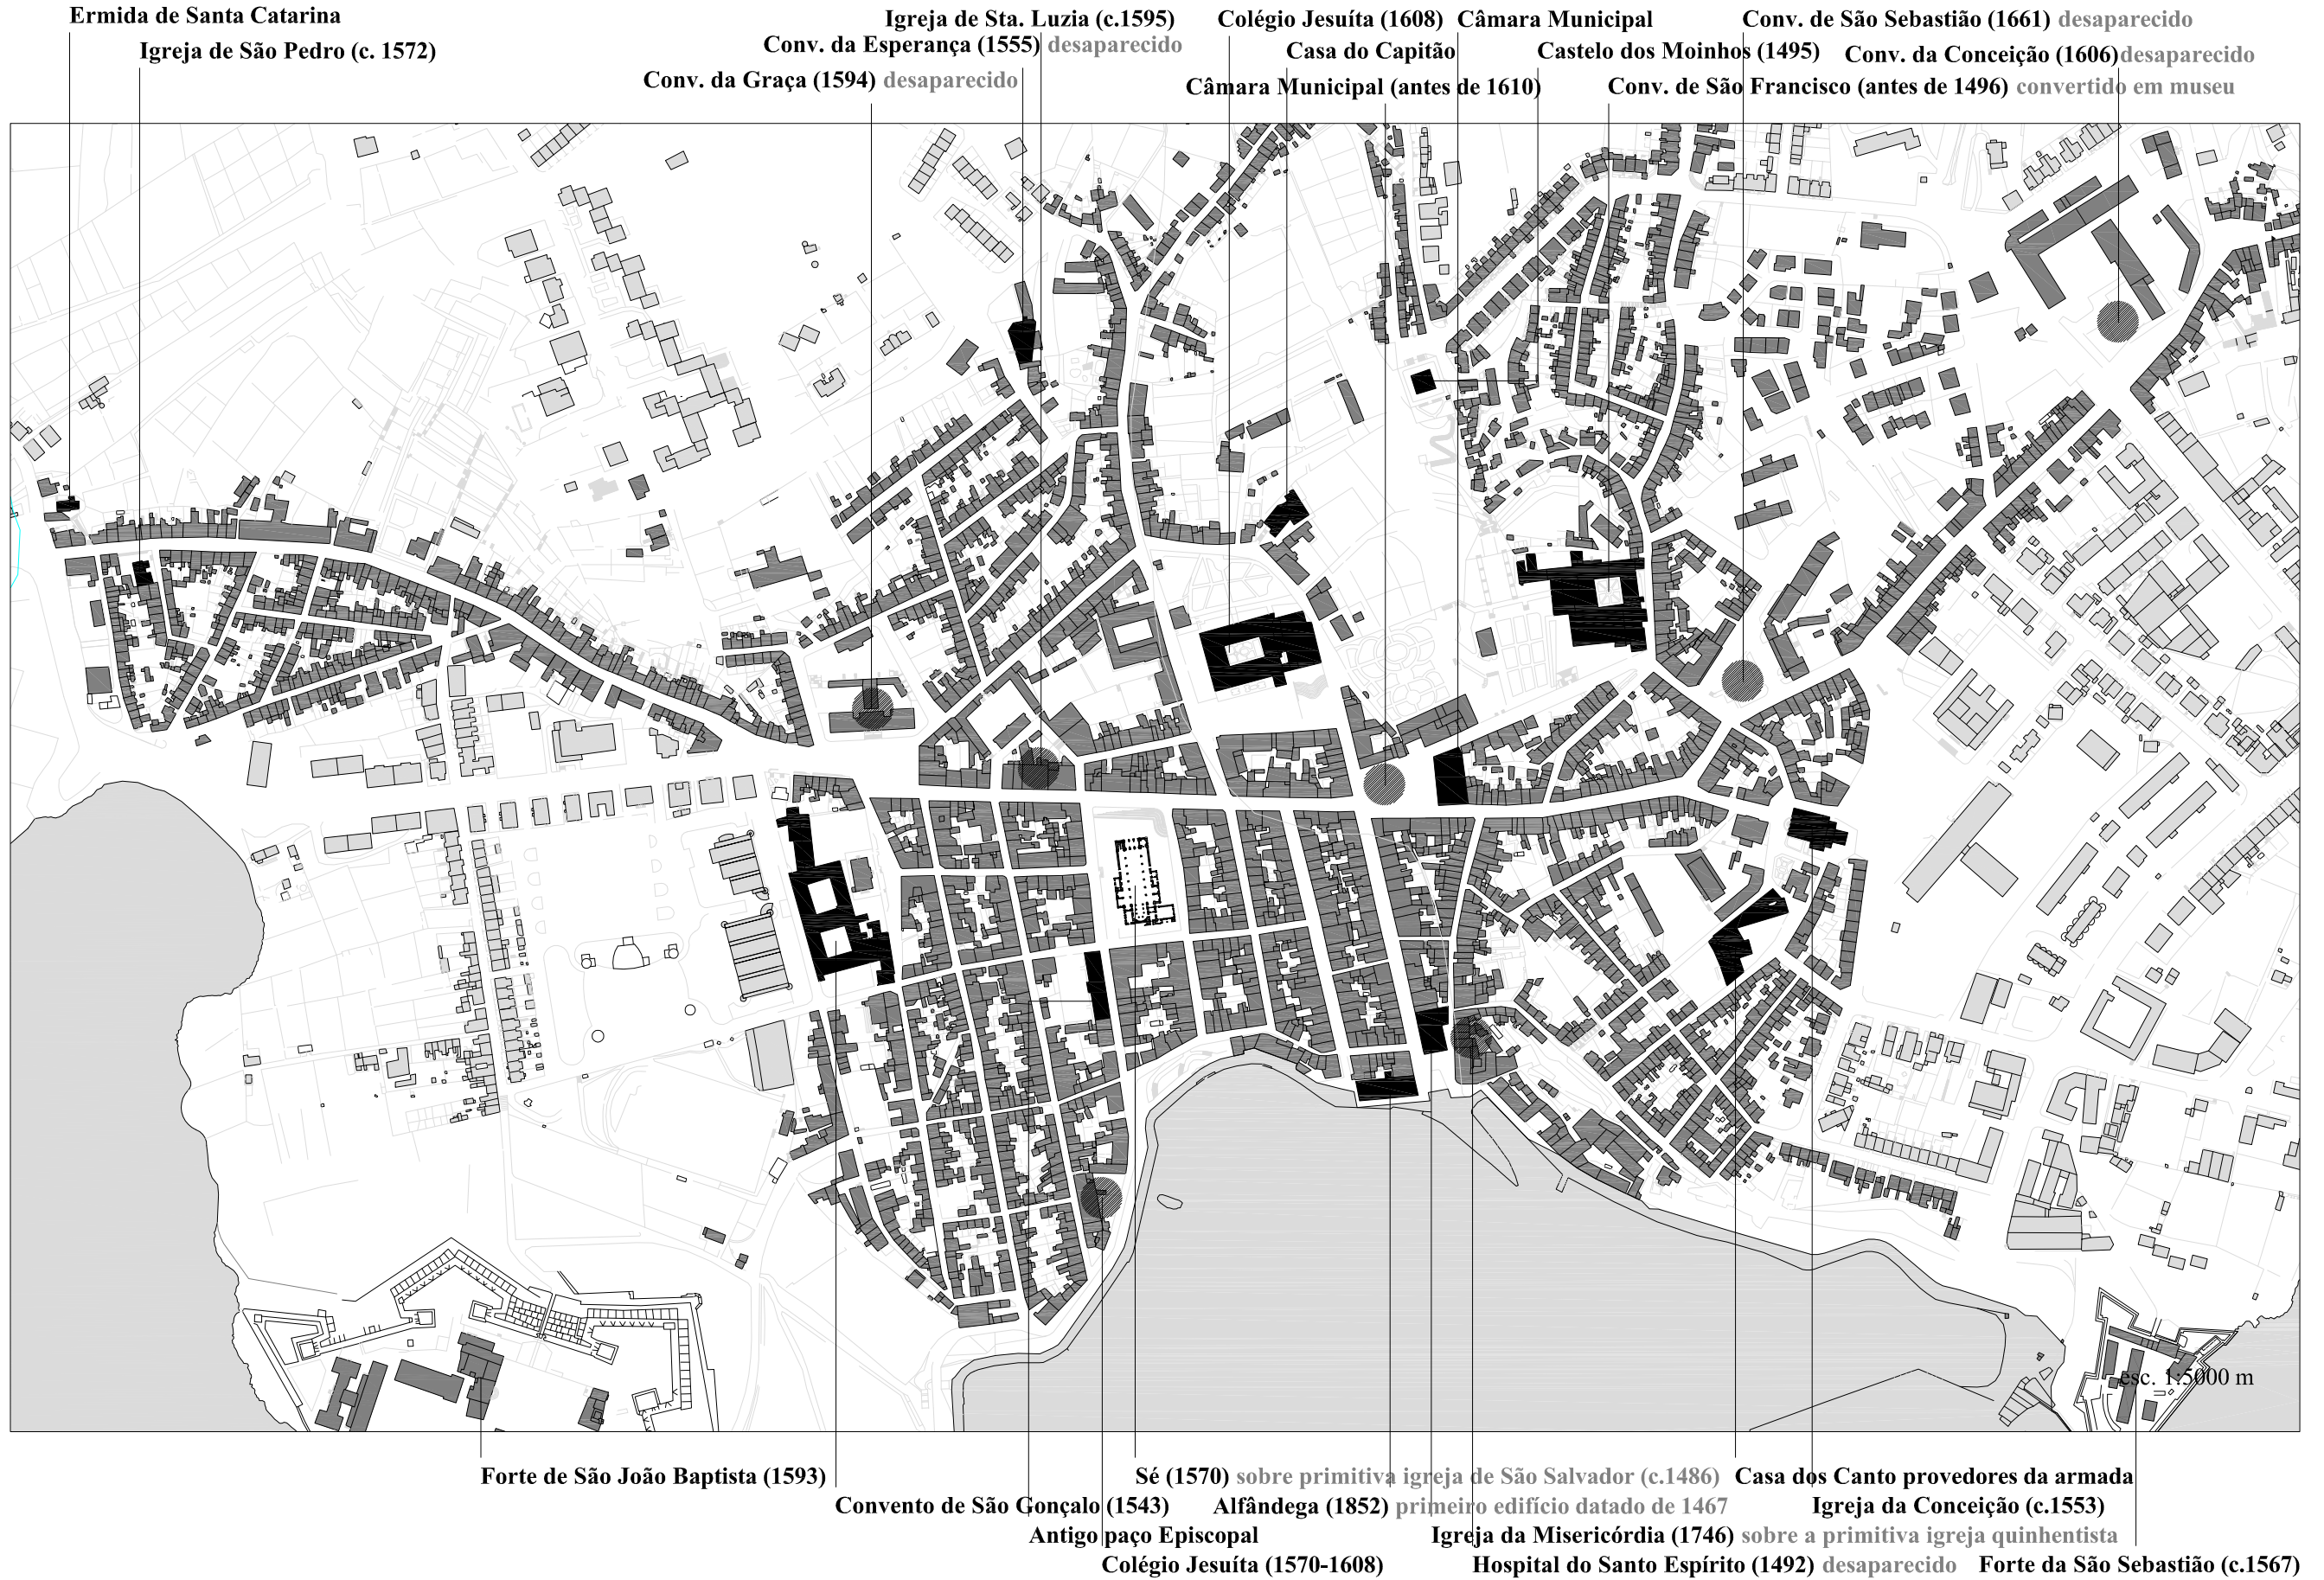 Ermida de Santa Catarina
Igreja de São Pedro (c. 1572)
Igreja de Sta. Luzia (c.1595)
Conv. da Esperança (1555) desaparecido
Conv. da Graça (1594) desaparecido
Colégio Jesuíta (1608)
Câmara Municipal
Casa do Capitão
Castelo dos Moinhos (1495)
Câmara Municipal (antes de 1610)
Conv. de São Sebastião (1661) desaparecido
Conv. da Conceição (1606) desaparecido
Conv. de São Francisco (antes de 1496) convertido em museu
esc. 1:5000 m
Forte de São João Baptista (1593)
Convento de São Gonçalo (1543)
Antigo paço Episcopal
Colégio Jesuíta (1570-1608)
Sé (1570) sobre primitiva igreja de São Salvador (c.1486)
Alfândega (1852) primeiro edifício datado de 1467
Igreja da Misericórdia (1746) sobre a primitiva igreja quinhentista
Hospital do Santo Espírito (1492) desaparecido
Casa dos Canto provedores da armada
Igreja da Conceição (c.1553)
Forte da São Sebastião (c.1567)